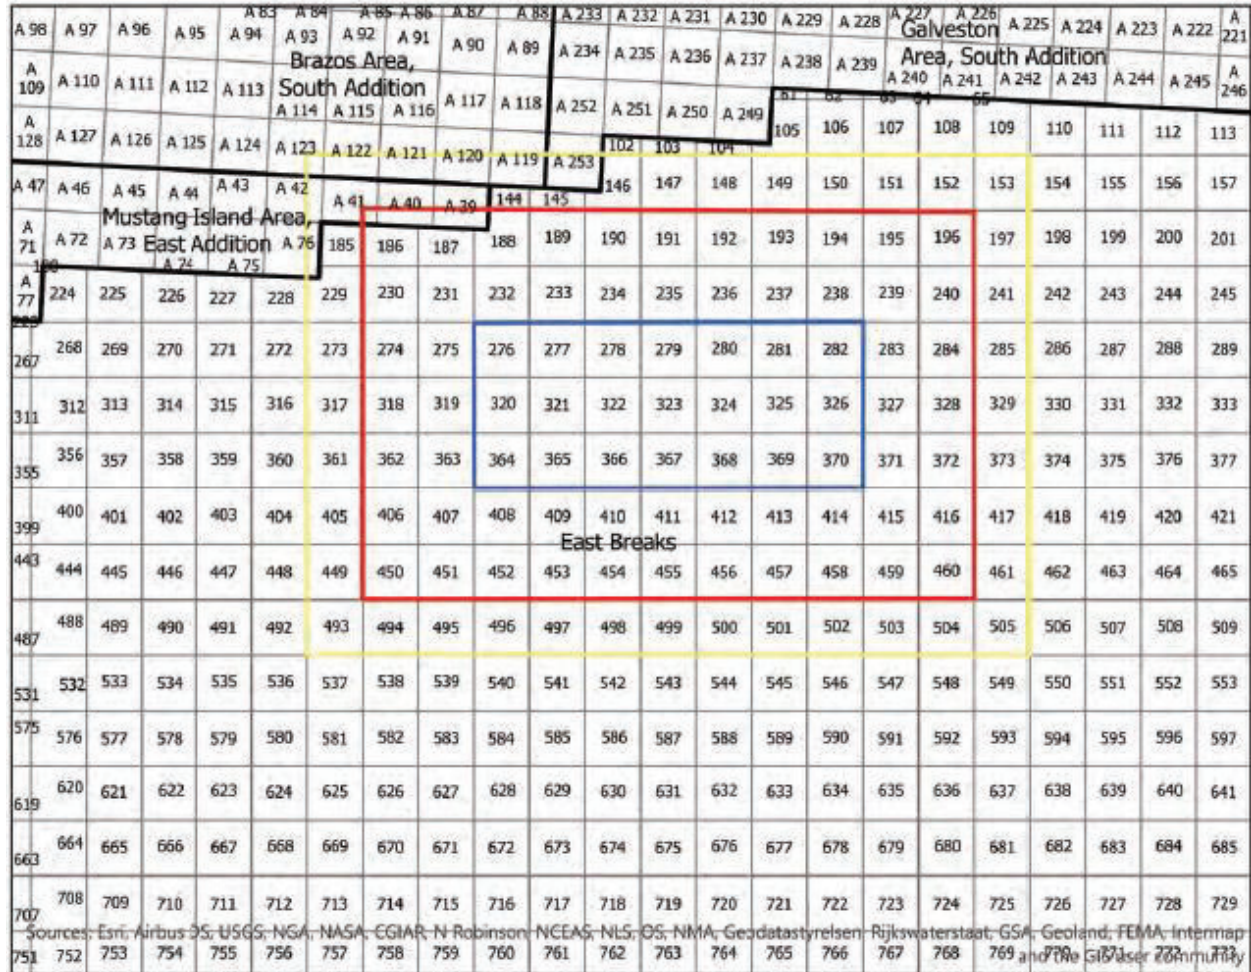 A 83 A 84 A 85 A 86 A 87 A 88 A 233 A 232 A 231 A 230 A 229 A 228 A 227 A 226 A 225 A 224 A 223 A 222 A 221
A 98 A 97 A 96 A 95 A 94 A 93 A 92 A 91 A 90 A 89 A 234 A 235 A 236 A 237 A 238 A 239
Galveston
Area, South Addition
Brazos Area,
South Addition
A 109 A 110 A 111 A 112 A 113 A 114 A 115 A 116 A 117 A 118 A 252 A 251 A 250 A 249 A 240 A 241 A 242 A 243 A 244 A 245 A 246
61 62 63 64 65
A 128 A 127 A 126 A 125 A 124 A 123 A 122 A 121 A 120 A 119 A 253 102 103 104 105 106 107 108 109 110 111 112 113
A 47 A 46 A 45 A 44 A 43 A 42 A 41 A 40 A 39 144 145 146 147 148 149 150 151 152 153 154 155 156 157
Mustang Island Area,
East Addition
A 71 A 72 A 73 A 74 A 75 A 76 185 186 187 188 189 190 191 192 193 194 195 196 197 198 199 200 201
A 77 224 225 226 227 228 229 230 231 232 233 234 235 236 237 238 239 240 241 242 243 244 245
267 268 269 270 271 272 273 274 275 276 277 278 279 280 281 282 283 284 285 286 287 288 289
311 312 313 314 315 316 317 318 319 320 321 322 323 324 325 326 327 328 329 330 331 332 333
355 356 357 358 359 360 361 362 363 364 365 366 367 368 369 370 371 372 373 374 375 376 377
399 400 401 402 403 404 405 406 407 408 409 410 411 412 413 414 415 416 417 418 419 420 421
East Breaks
443 444 445 446 447 448 449 450 451 452 453 454 455 456 457 458 459 460 461 462 463 464 465
487 488 489 490 491 492 493 494 495 496 497 498 499 500 501 502 503 504 505 506 507 508 509
531 532 533 534 535 536 537 538 539 540 541 542 543 544 545 546 547 548 549 550 551 552 553
575 576 577 578 579 580 581 582 583 584 585 586 587 588 589 590 591 592 593 594 595 596 597
619 620 621 622 623 624 625 626 627 628 629 630 631 632 633 634 635 636 637 638 639 640 641
663 664 665 666 667 668 669 670 671 672 673 674 675 676 677 678 679 680 681 682 683 684 685
707 708 709 710 711 712 713 714 715 716 717 718 719 720 721 722 723 724 725 726 727 728 729
Sources: Esri, Airbus DS, USGS, NGA, NASA, CGIAR, N Robinson, NCEAS, NLS, OS, NMA, Geodatastyrelsen, Rijkswaterstaat, GSA, Geoland, FEMA, Intermap
and the GIS user community
751 752 753 754 755 756 757 758 759 760 761 762 763 764 765 766 767 768 769